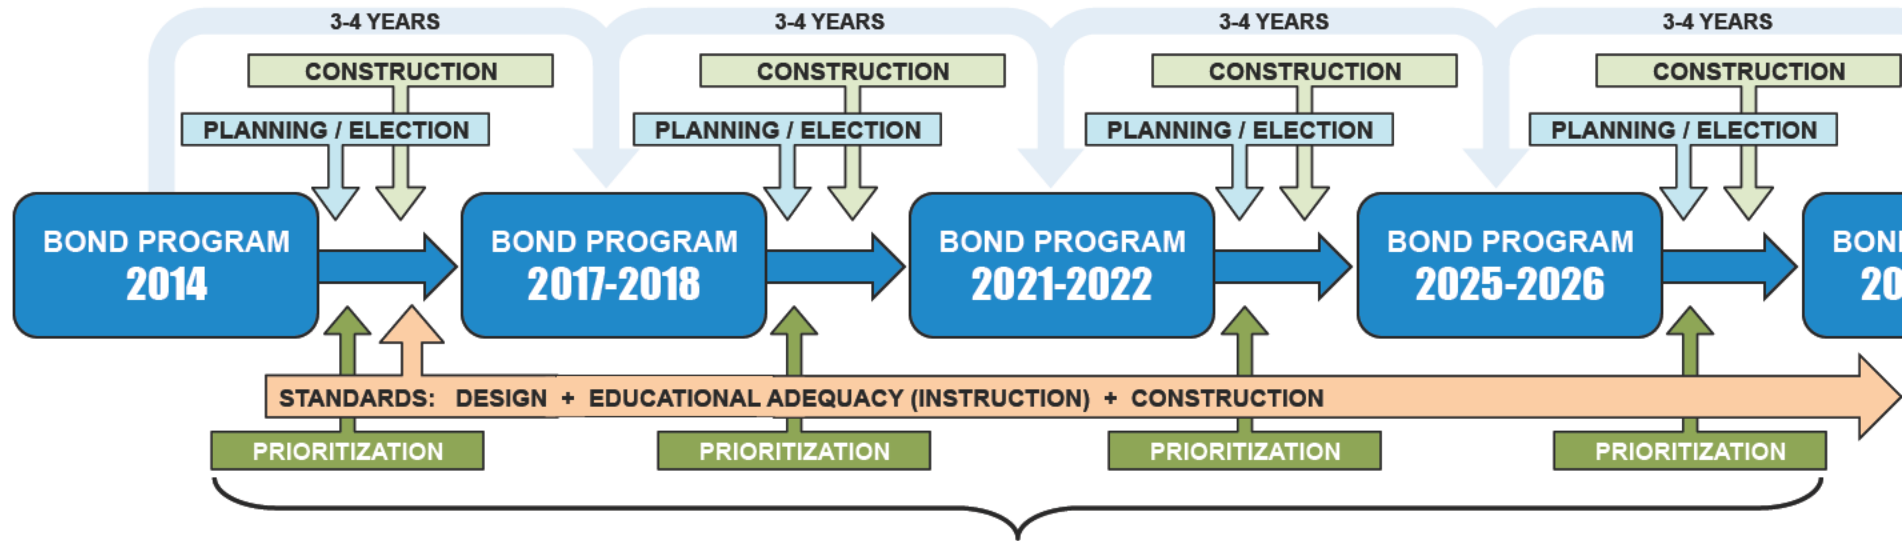 3-4 YEARS
3-4 YEARS
3-4 YEARS
3-4 YEARS
CONSTRUCTION
CONSTRUCTION
CONSTRUCTION
CONSTRUCTION
PLANNING / ELECTION
PLANNING / ELECTION
PLANNING / ELECTION
PLANNING / ELECTION
BOND PROGRAM
2014
BOND PROGRAM
2017-2018
BOND PROGRAM
2021-2022
BOND PROGRAM
2025-2026
STANDARDS: DESIGN + EDUCATIONAL ADEQUACY (INSTRUCTION) + CONSTRUCTION
PRIORITIZATION
PRIORITIZATION
PRIORITIZATION
PRIORITIZATION